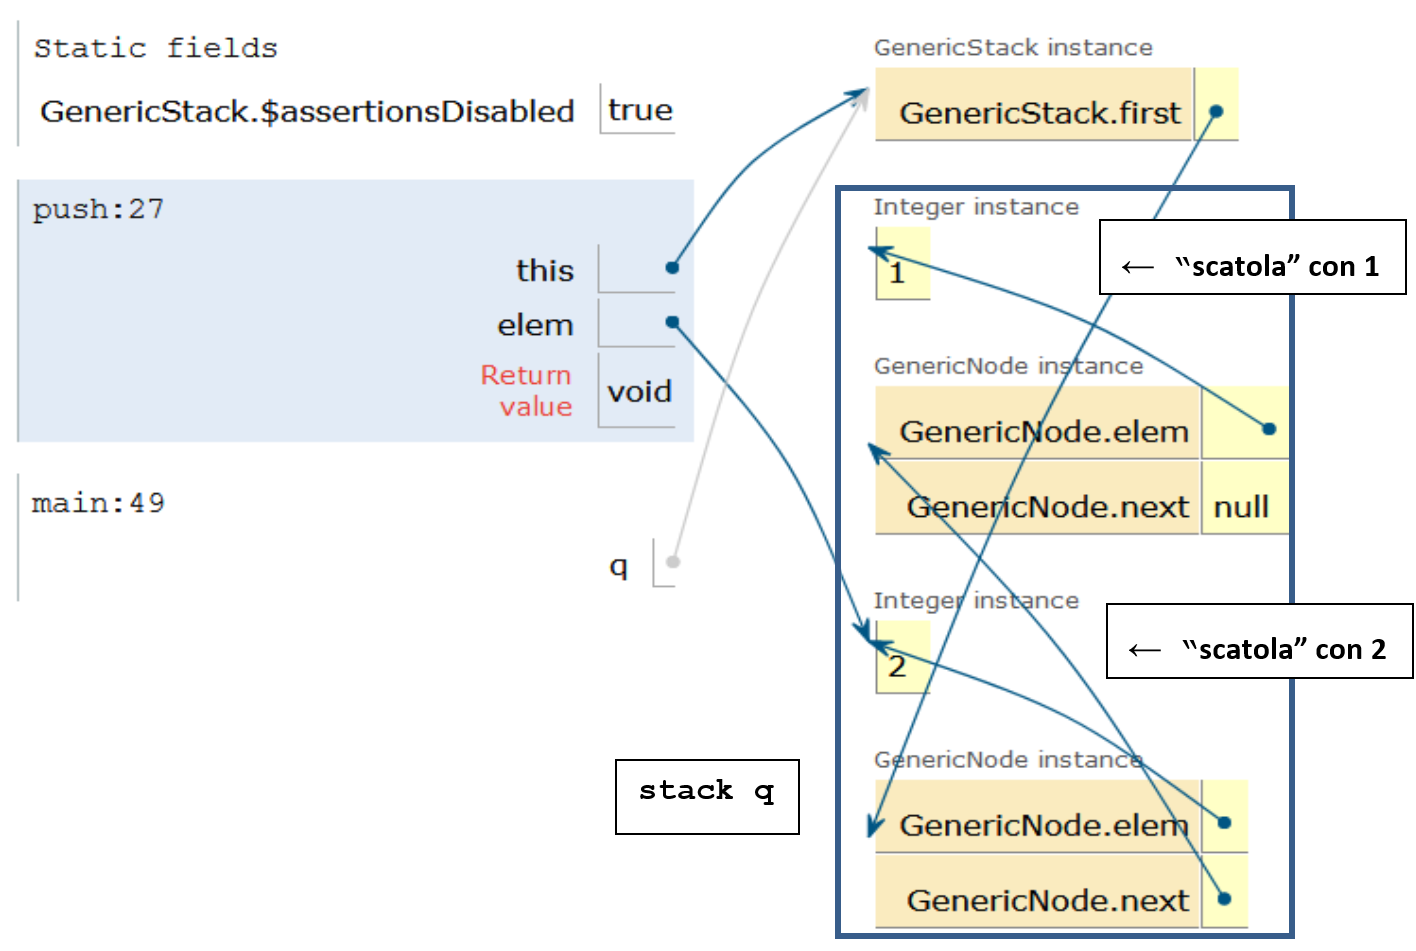 Static fields
GenericStack.$assertionsDisabled true
push:27
this
elem
Return
value
void
main:49
q
GenericStack instance
GenericStack.first
Integer instance
1
← “scatola” con 1
GenericNode instance
GenericNode.elem
GenericNode.next null
Integer instance
2
← “scatola” con 2
stack q
GenericNode instance
GenericNode.elem
GenericNode.next